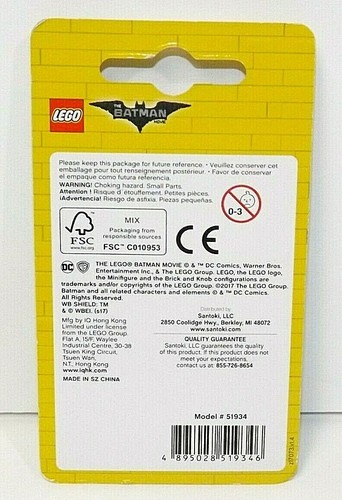 LEGO
THE
BATMAN
MOVIE
Please keep this package for future reference. • Veuillez conserver cet
emballage pour tout renseignement posterieur. • Favor de conservar
el empaque como referencia futura.
WARNING! Choking hazard. Small Parts.
Attention ! Risque d'étouffement. Petites pièces.
¡Advertencia! Riesgo de asfixia. Piezas pequeñas.
0-3
FSC
www.fsc.org
MIX
Packaging from
responsible sources
FSC™ C010953
CE
DC WB THE LEGO® BATMAN MOVIE © & ™ DC Comics, Warner Bros.
Entertainment Inc., & The LEGO Group. LEGO, the LEGO logo,
the Minifigure and the Brick and Knob configurations are
trademarks and/or copyrights of the LEGO Group. ©2017 The LEGO Group.
Batman and all related characters and elements © & ™ DC Comics.
WB SHIELD: TM
& © WBEI. (s17)
Mfg by IQ Hong Kong
Limited under license
from the LEGO Group.
Flat A, 15/F, Waylee
Industrial Centre, 30-38
Tsuen King Circuit,
Tsuen Wan,
N.T., Hong Kong
www.iqhk.com
MADE IN SZ CHINA
Distributed by
Santoki, LLC
2850 Coolidge Hwy., Berkley, MI 48072
www.santoki.com
QUALITY GUARANTEE
Santoki, LLC guarantees the quality
of this product. If this product does not
meet your expectations,
contact us at: 855-726-8654
Model # 51934
4 895028 519346